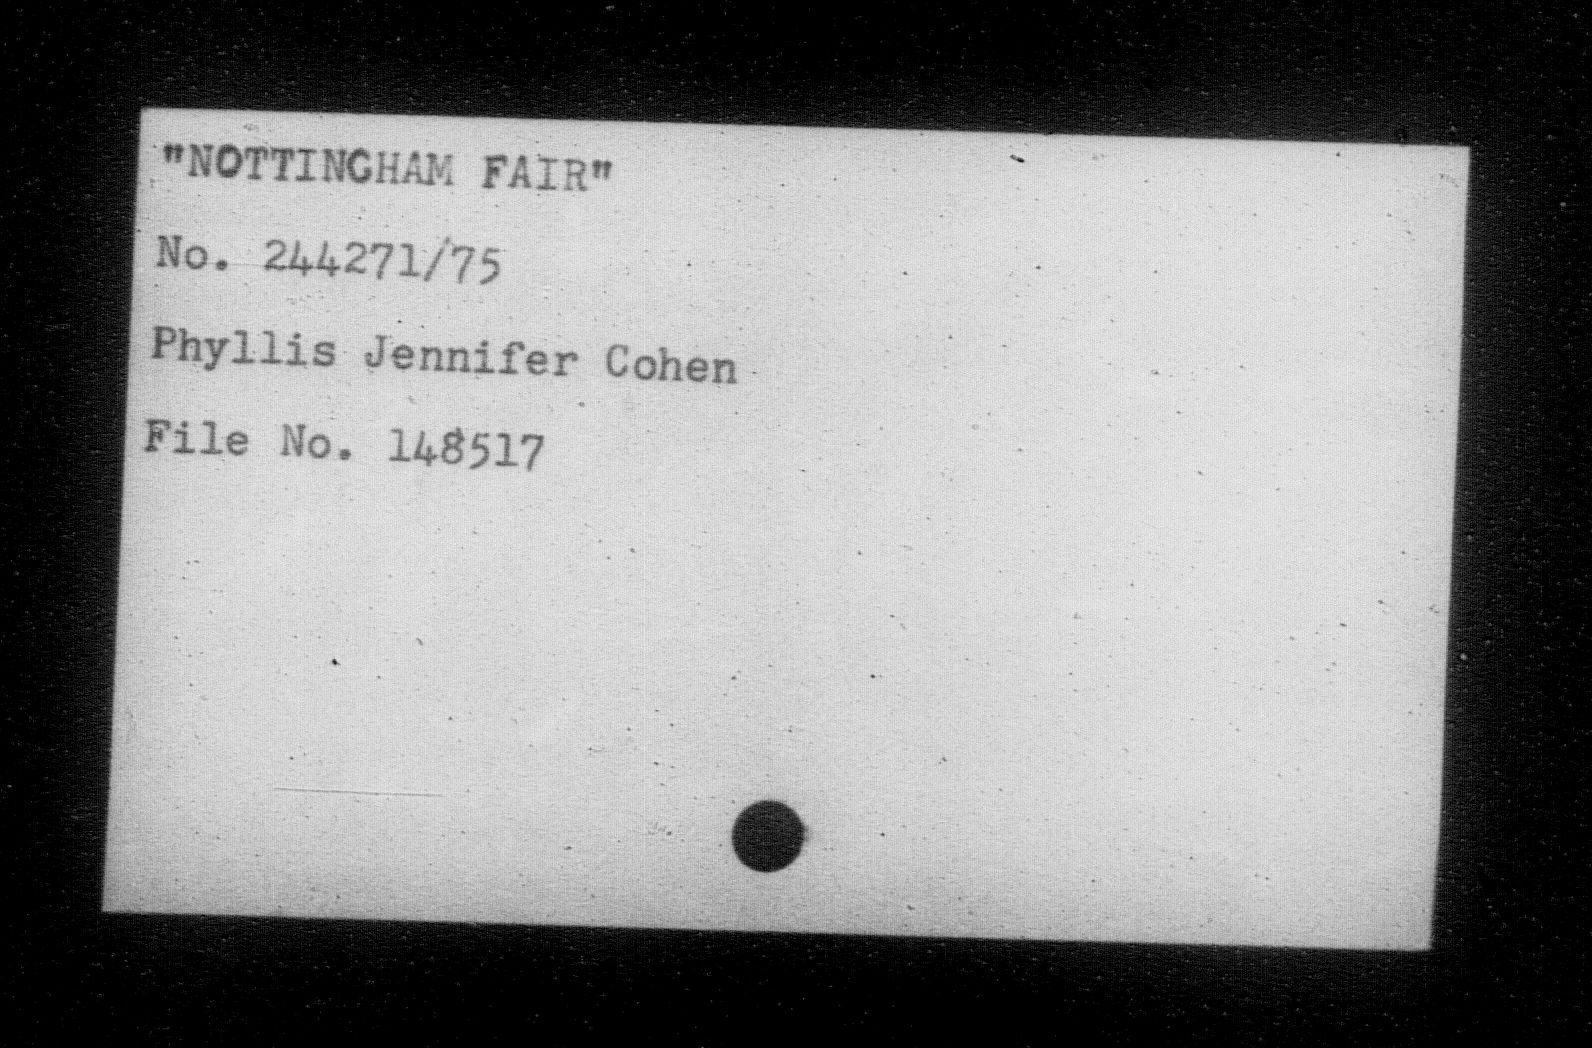 "NOTTINGHAM FAIR"
No. 244271/75
Phyllis Jennifer Cohen
File No. 148517